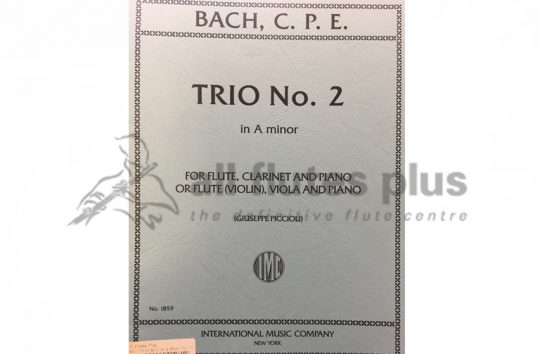 BACH, C. P. E.
TRIO No. 2
in A minor
FOR FLUTE, CLARINET AND PIANO
OR FLUTE (VIOLIN), VIOLA AND PIANO
all flutes plus
the definitive flute centre
(GIUSEPPE PICCIOLI)
IMC
No. 1859
INTERNATIONAL MUSIC COMPANY
NEW YORK